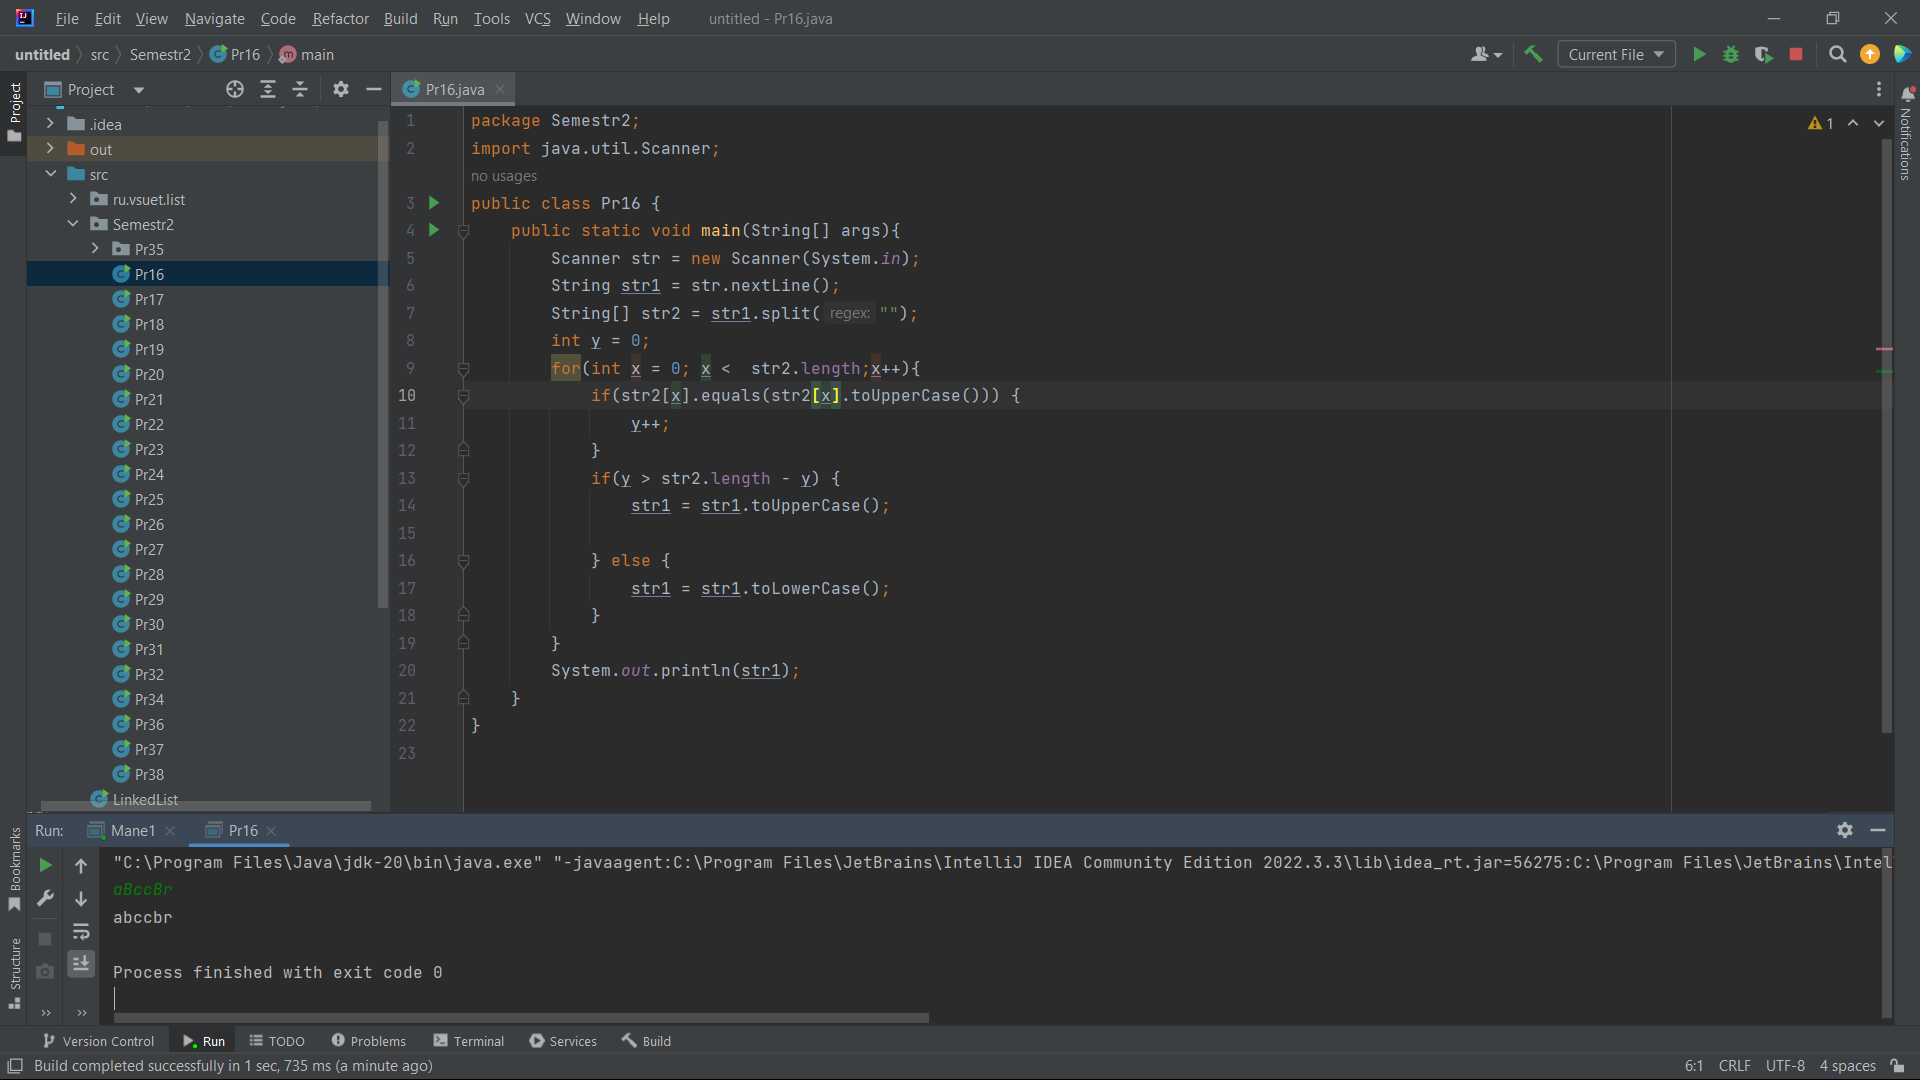 File Edit View Navigate Code Refactor Build Run Tools VCS Window Help untitled - Pr16.java
untitled src Semestr2 Pr16 main Current File
Project Project Pr16.java Notifications
.idea
out
src
ru.vsuet.list
Semestr2
Pr35
Pr16
Pr17
Pr18
Pr19
Pr20
Pr21
Pr22
Pr23
Pr24
Pr25
Pr26
Pr27
Pr28
Pr29
Pr30
Pr31
Pr32
Pr34
Pr36
Pr37
Pr38
LinkedList
1 package Semestr2; 1
2 import java.util.Scanner;
no usages
3 public class Pr16 {
4 public static void main(String[] args){
5 Scanner str = new Scanner(System.in);
6 String str1 = str.nextLine();
7 String[] str2 = str1.split( regex: "");
8 int y = 0;
9 for(int x = 0; x < str2.length;x++){
10 if(str2[x].equals(str2[x].toUpperCase())) {
11 y++;
12 }
13 if(y > str2.length - y) {
14 str1 = str1.toUpperCase();
15
16 } else {
17 str1 = str1.toLowerCase();
18 }
19 }
20 System.out.println(str1);
21 }
22 }
23
Run: Mane1 Pr16
Bookmarks
Structure
"C:\Program Files\Java\jdk-20\bin\java.exe" "-javaagent:C:\Program Files\JetBrains\IntelliJ IDEA Community Edition 2022.3.3\lib\idea_rt.jar=56275:C:\Program Files\JetBrains\Intel
aBccBr
abccbr
Process finished with exit code 0
Version Control Run TODO Problems Terminal Services Build
Build completed successfully in 1 sec, 735 ms (a minute ago) 6:1 CRLF UTF-8 4 spaces